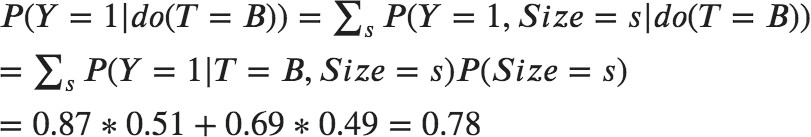 P(Y = 1|do(T = B)) = ∑ₛ P(Y = 1, Size = s|do(T = B))
= ∑ₛ P(Y = 1|T = B, Size = s)P(Size = s)
= 0.87 ∗ 0.51 + 0.69 ∗ 0.49 = 0.78